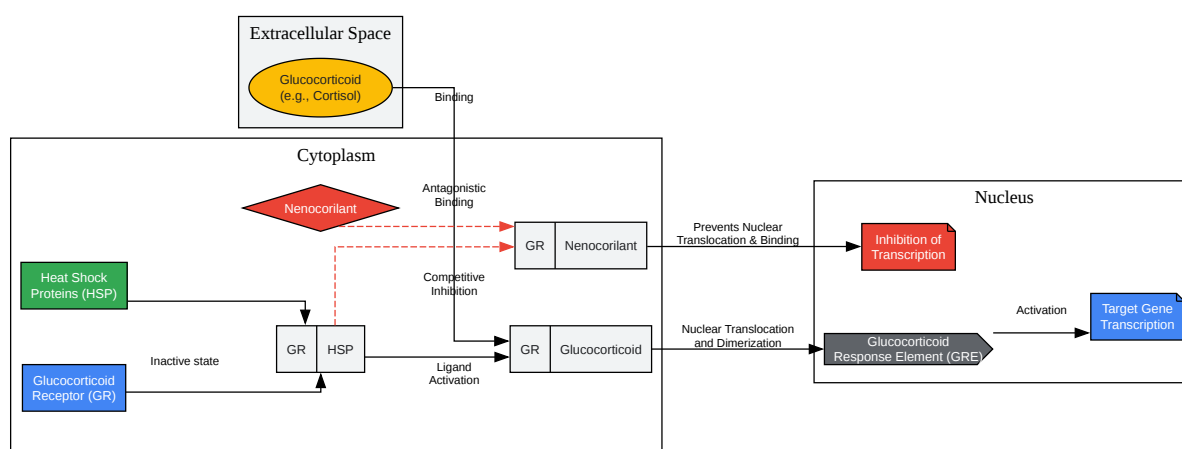 Extracellular Space
Glucocorticoid
(e.g., Cortisol)
Binding
Cytoplasm
Nenocorilant
Antagonistic
Binding
GR
Nenocorilant
Prevents Nuclear
Translocation & Binding
Nucleus
Inhibition of
Transcription
Heat Shock
Proteins (HSP)
Competitive
Inhibition
GR
HSP
Inactive state
Glucocorticoid
Receptor (GR)
Ligand
Activation
GR
Glucocorticoid
Nuclear Translocation
and Dimerization
Glucocorticoid
Response Element (GRE)
Activation
Target Gene
Transcription